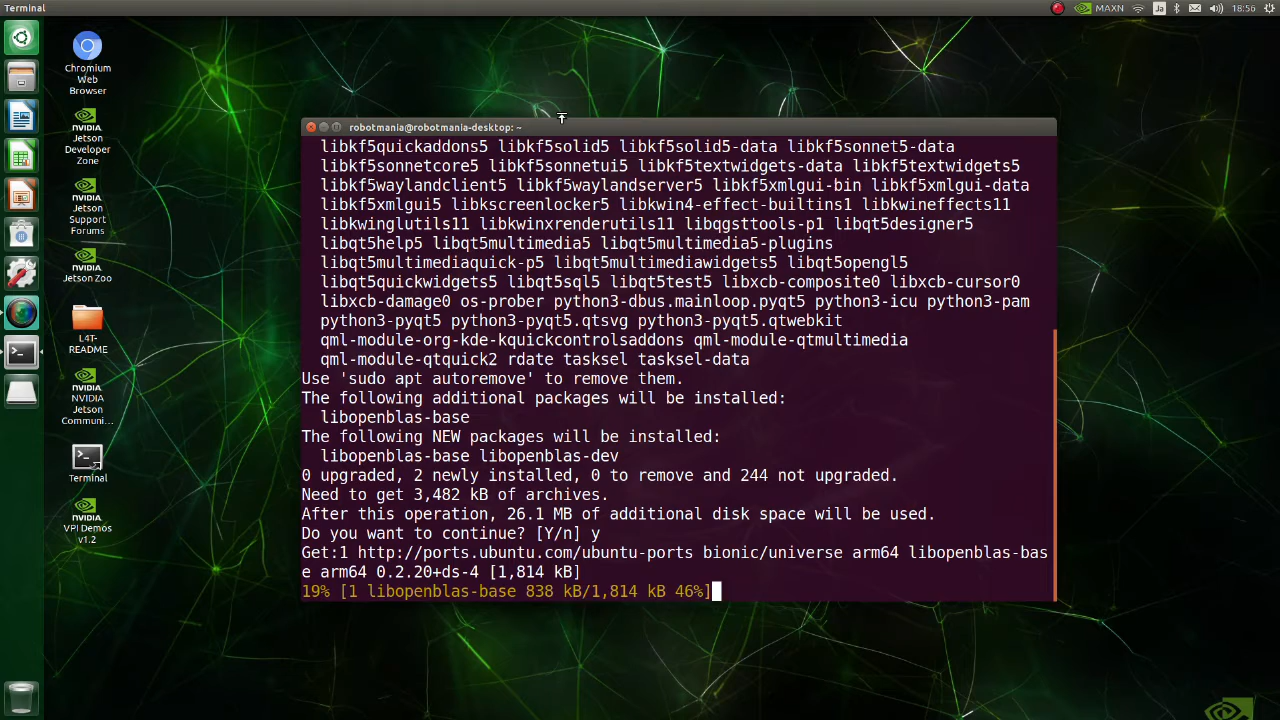 Terminal
MAXN
Ja
18:56
Chromium
Web
Browser
NVIDIA
NVIDIA
Jetson
Developer
Zone
NVIDIA
NVIDIA
Jetson
Support
Forums
NVIDIA
Jetson Zoo
L4T-
README
NVIDIA
NVIDIA
Jetson
Communi...
Terminal
NVIDIA
VPI Demos
v1.2
robotmania@robotmania-desktop: ~
libkf5quickaddons5 libkf5solid5 libkf5solid5-data libkf5sonnet5-data
libkf5sonnetcore5 libkf5sonnetui5 libkf5textwidgets-data libkf5textwidgets5
libkf5waylandclient5 libkf5waylandserver5 libkf5xmlgui-bin libkf5xmlgui-data
libkf5xmlgui5 libkscreenlocker5 libkwin4-effect-builtins1 libkwineffects11
libkwinglutils11 libkwinxrenderutils11 libqgsttools-p1 libqt5designer5
libqt5help5 libqt5multimedia5 libqt5multimedia5-plugins
libqt5multimediaquick-p5 libqt5multimediawidgets5 libqt5opengl5
libqt5quickwidgets5 libqt5sql5 libqt5test5 libxcb-composite0 libxcb-cursor0
libxcb-damage0 os-prober python3-dbus.mainloop.pyqt5 python3-icu python3-pam
python3-pyqt5 python3-pyqt5.qtsvg python3-pyqt5.qtwebkit
qml-module-org-kde-kquickcontrolsaddons qml-module-qtmultimedia
qml-module-qtquick2 rdate tasksel tasksel-data
Use 'sudo apt autoremove' to remove them.
The following additional packages will be installed:
libopenblas-base
The following NEW packages will be installed:
libopenblas-base libopenblas-dev
0 upgraded, 2 newly installed, 0 to remove and 244 not upgraded.
Need to get 3,482 kB of archives.
After this operation, 26.1 MB of additional disk space will be used.
Do you want to continue? [Y/n] y
Get:1 http://ports.ubuntu.com/ubuntu-ports bionic/universe arm64 libopenblas-bas
e arm64 0.2.20+ds-4 [1,814 kB]
19% [1 libopenblas-base 838 kB/1,814 kB 46%]